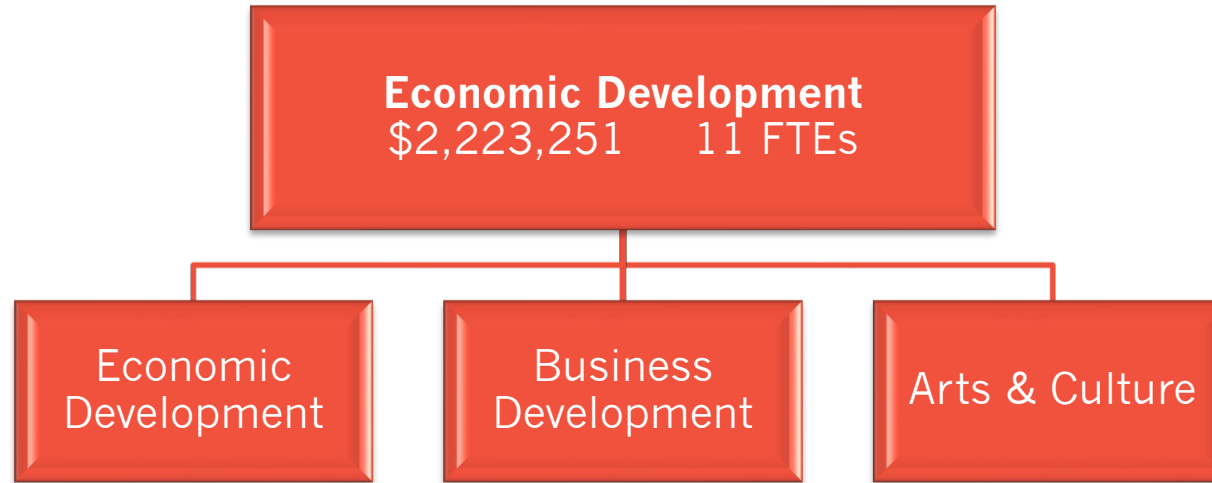 Economic Development
$2,223,251 11 FTEs
Economic
Development
Business
Development
Arts & Culture